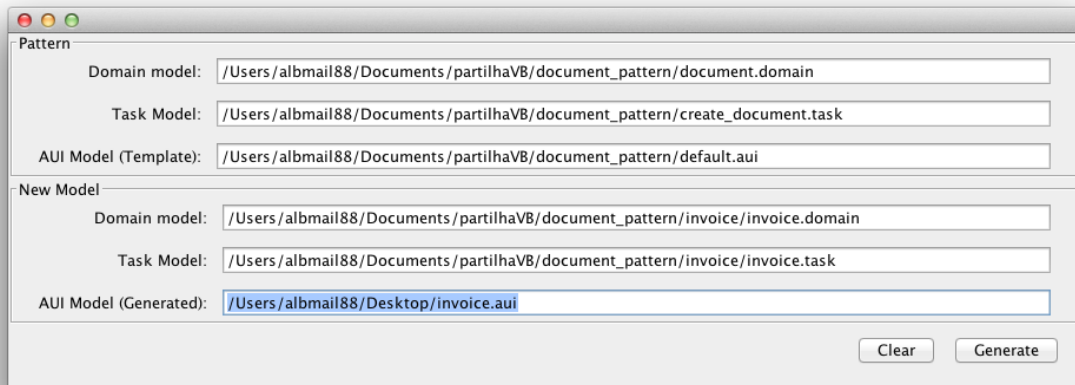 Pattern
Domain model: /Users/albmail88/Documents/partilhaVB/document_pattern/document.domain
Task Model: /Users/albmail88/Documents/partilhaVB/document_pattern/create_document.task
AUI Model (Template): /Users/albmail88/Documents/partilhaVB/document_pattern/default.aui
New Model
Domain model: /Users/albmail88/Documents/partilhaVB/document_pattern/invoice/invoice.domain
Task Model: /Users/albmail88/Documents/partilhaVB/document_pattern/invoice/invoice.task
AUI Model (Generated): /Users/albmail88/Desktop/invoice.aui
Clear Generate